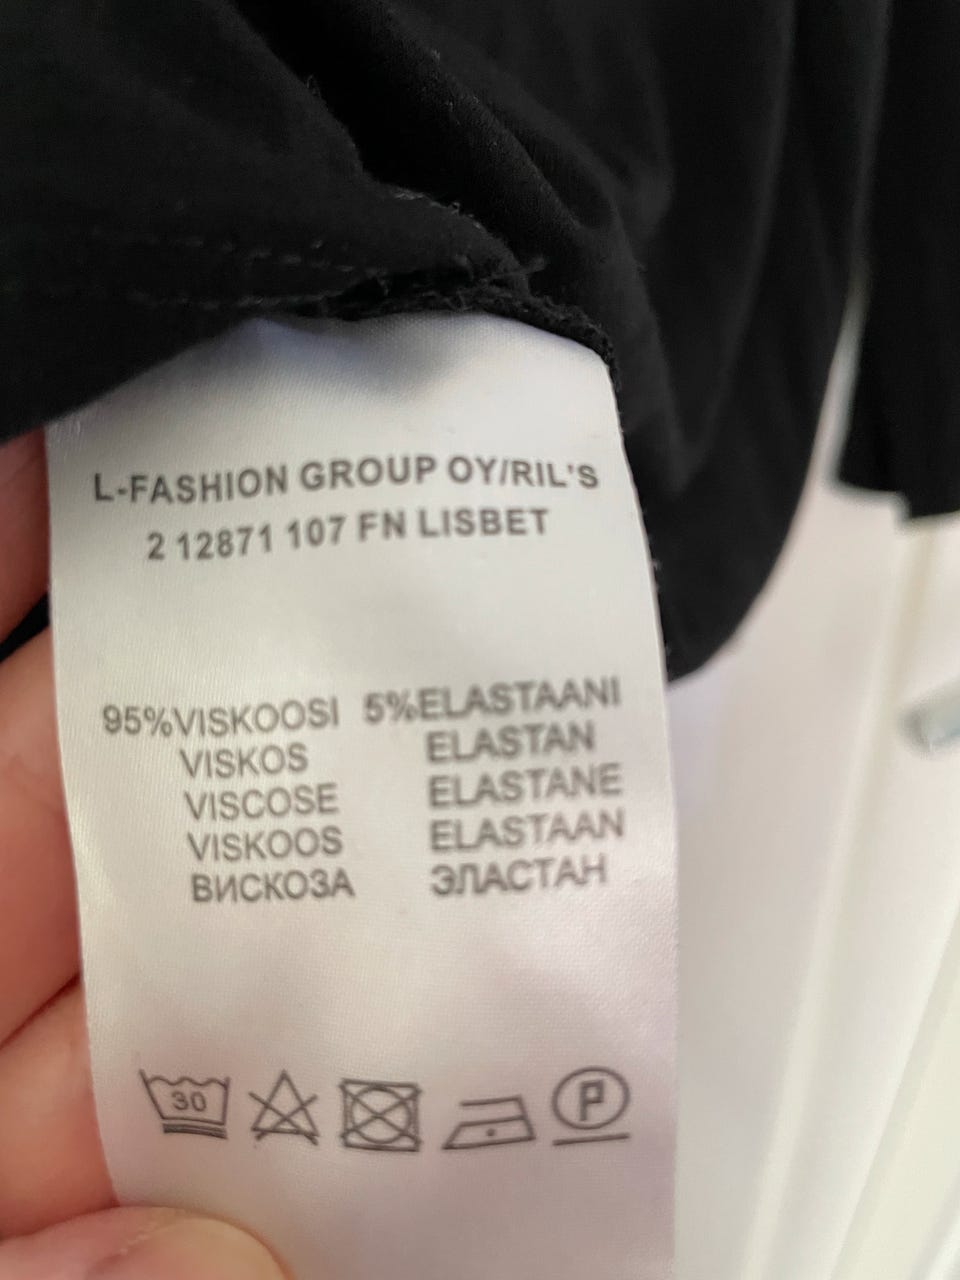 L-FASHION GROUP OY/RIL'S
2 12871 107 FN LISBET
95%VISKOOSI 5%ELASTAANI
VISKOS ELASTAN
VISCOSE ELASTANE
VISKOOS ELASTAAN
ВИСКОЗА ЭЛАСТАН
30 P